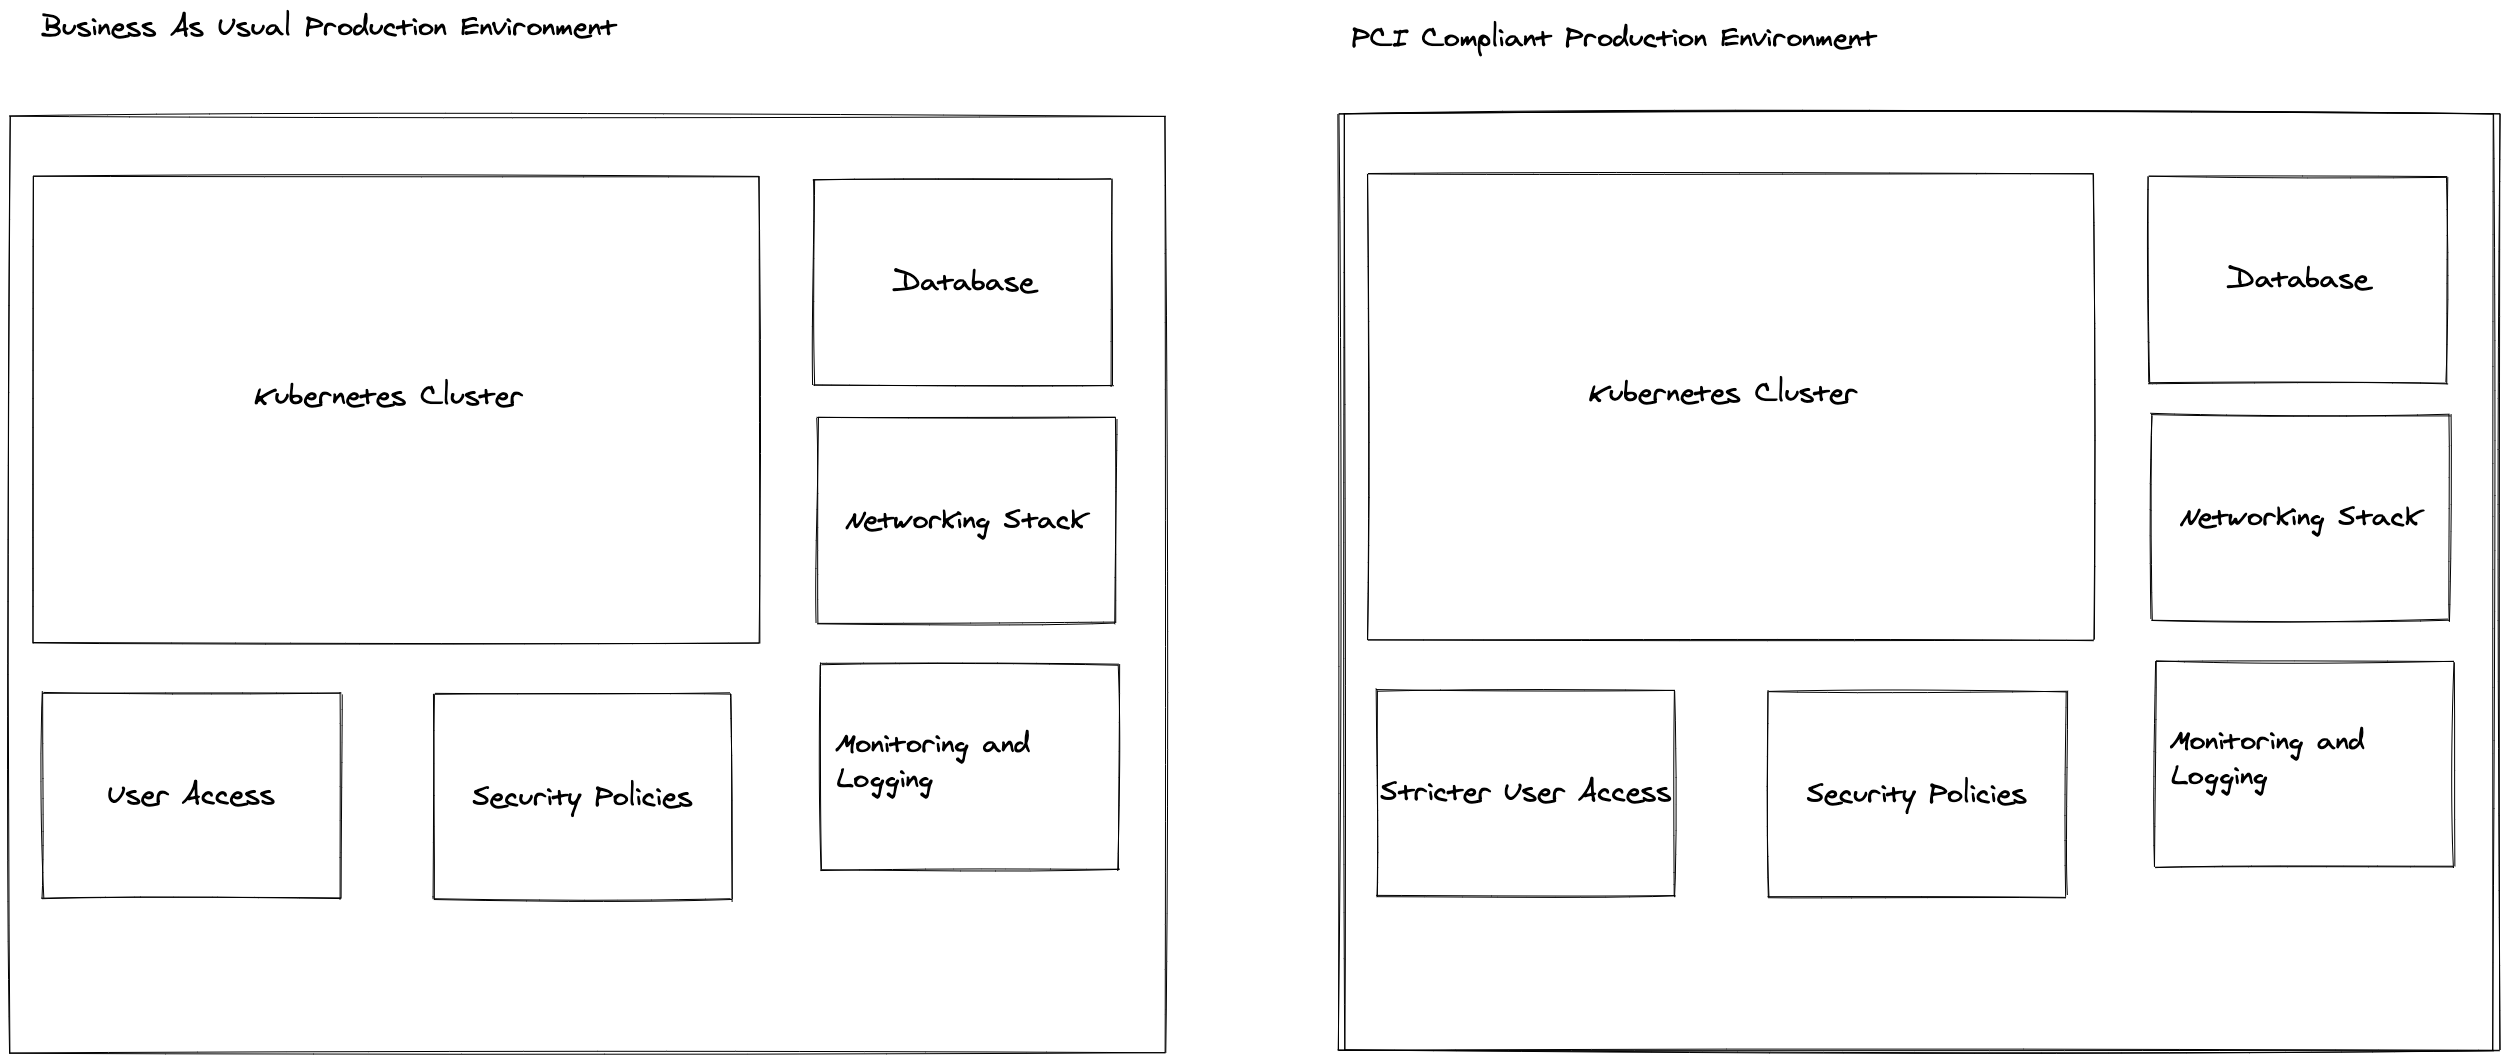 Business As Usual Production Environment
Kubernetes Cluster
Database
Networking Stack
Monitoring and
Logging
User Access
Security Policies
PCI Compliant Production Environment
Kubernetes Cluster
Database
Networking Stack
Monitoring and
Logging
Stricter User Access
Security Policies